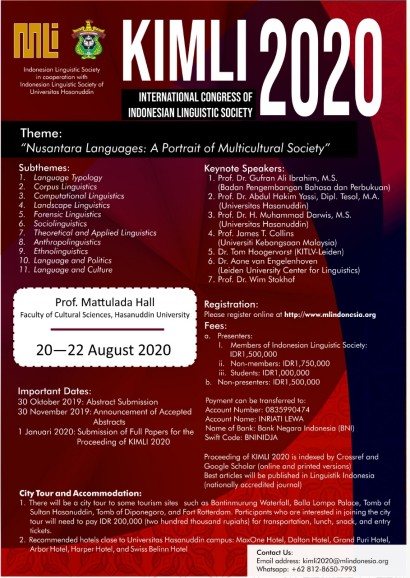 MLi
Indonesian Linguistic Society
in cooperation with
Indonesian Linguistic Society of
Universitas Hasanuddin
KIMLI 2020
INTERNATIONAL CONGRESS OF
INDONESIAN LINGUISTIC SOCIETY
Theme:
“Nusantara Languages: A Portrait of Multicultural Society”
Subthemes:
1. Language Typology
2. Corpus Linguistics
3. Computational Linguistics
4. Landscape Linguistics
5. Forensic Linguistics
6. Sociolinguistics
7. Theoretical and Applied Linguistics
8. Anthropolinguistics
9. Ethnolinguistics
10. Language and Politics
11. Language and Culture
Prof. Mattulada Hall
Faculty of Cultural Sciences, Hasanuddin University
20—22 August 2020
Important Dates:
30 Oktober 2019: Abstract Submission
30 November 2019: Announcement of Accepted
Abstracts
1 Januari 2020: Submission of Full Papers for the
Proceeding of KIMLI 2020
Keynote Speakers:
1. Prof. Dr. Gufran Ali Ibrahim, M.S.
(Badan Pengembangan Bahasa dan Perbukuan)
2. Prof. Dr. Abdul Hakim Yassi, Dipl. Tesol, M.A.
(Universitas Hasanuddin)
3. Prof. Dr. H. Muhammad Darwis, M.S.
(Universitas Hasanuddin)
4. Prof. James T. Collins
(Universiti Kebangsaan Malaysia)
5. Dr. Tom Hoogervorst (KITLV-Leiden)
6. Dr. Aone van Engelenhoven
(Leiden University Center for Linguistics)
7. Prof. Dr. Wim Stokhof
Registration:
Please register online at http://www.mlindonesia.org
Fees:
a. Presenters:
i. Members of Indonesian Linguistic Society:
IDR1,500,000
ii. Non-members: IDR1,750,000
iii. Students: IDR1,000,000
b. Non-presenters: IDR1,500,000
Payment can be transferred to:
Account Number: 0835990474
Account Name: INRIATI LEWA
Name of Bank: Bank Negara Indonesia (BNI)
Swift Code: BNINIDJA
Proceeding of KIMLI 2020 is indexed by Crossref and
Google Scholar (online and printed versions)
Best articles will be published in Linguistik Indonesia
(nationally accredited journal)
City Tour and Accommodation:
1. There will be a city tour to some tourism sites such as Bantimurung Waterfall, Balla Lompo Palace, Tomb of
Sultan Hasanuddin, Tomb of Diponegoro, and Fort Rotterdam. Participants who are interested in joining the city
tour will need to pay IDR 200,000 (two hundred thousand rupiahs) for transportation, lunch, snack, and entry
tickets.
2. Recommended hotels close to Universitas Hasanuddin campus: MaxOne Hotel, Dalton Hotel, Grand Puri Hotel,
Arbor Hotel, Harper Hotel, and Swiss Belinn Hotel
Contact Us:
Email address: kimli2020@mlindonesia.org
Whatsapp: +62 812-8650-7993